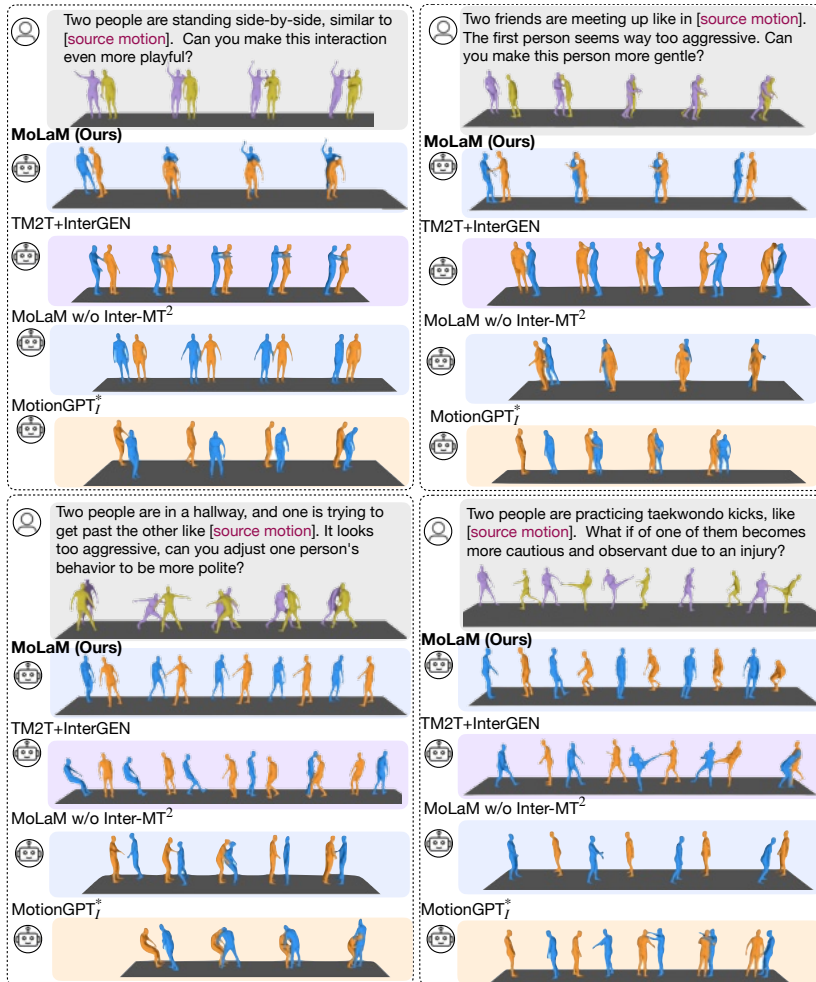 Two people are standing side-by-side, similar to
[source motion].  Can you make this interaction
even more playful?
MoLaM (Ours)
TM2T+InterGEN
MoLaM w/o Inter-MT²
MotionGPT*_I
Two friends are meeting up like in [source motion].
The first person seems way too aggressive. Can
you make this person more gentle?
MoLaM (Ours)
TM2T+InterGEN
MoLaM w/o Inter-MT²
MotionGPT*_I
Two people are in a hallway, and one is trying to
get past the other like [source motion]. It looks
too aggressive, can you adjust one person's
behavior to be more polite?
MoLaM (Ours)
TM2T+InterGEN
MoLaM w/o Inter-MT²
MotionGPT*_I
Two people are practicing taekwondo kicks, like
[source motion].  What if of one of them becomes
more cautious and observant due to an injury?
MoLaM (Ours)
TM2T+InterGEN
MoLaM w/o Inter-MT²
MotionGPT*_I